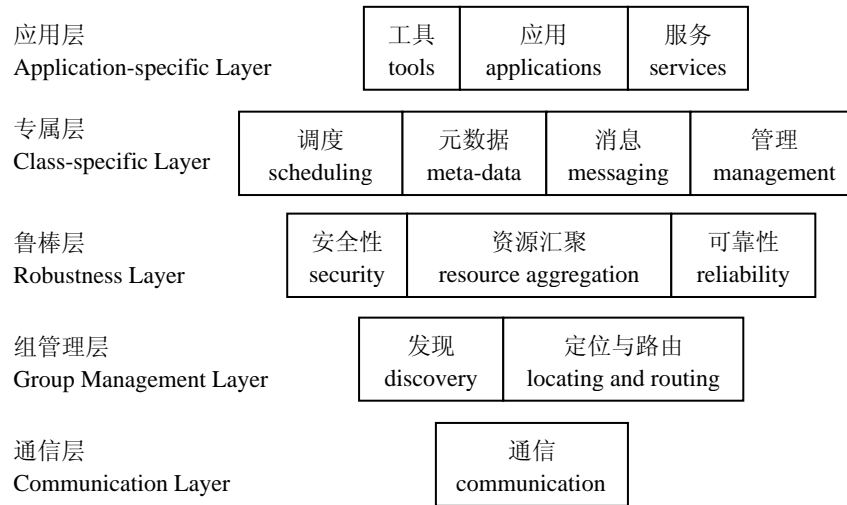 应用层
Application-specific Layer
工具
tools
应用
applications
服务
services
专属层
Class-specific Layer
调度
scheduling
元数据
meta-data
消息
messaging
管理
management
鲁棒层
Robustness Layer
安全性
security
资源汇聚
resource aggregation
可靠性
reliability
组管理层
Group Management Layer
发现
discovery
定位与路由
locating and routing
通信层
Communication Layer
通信
communication